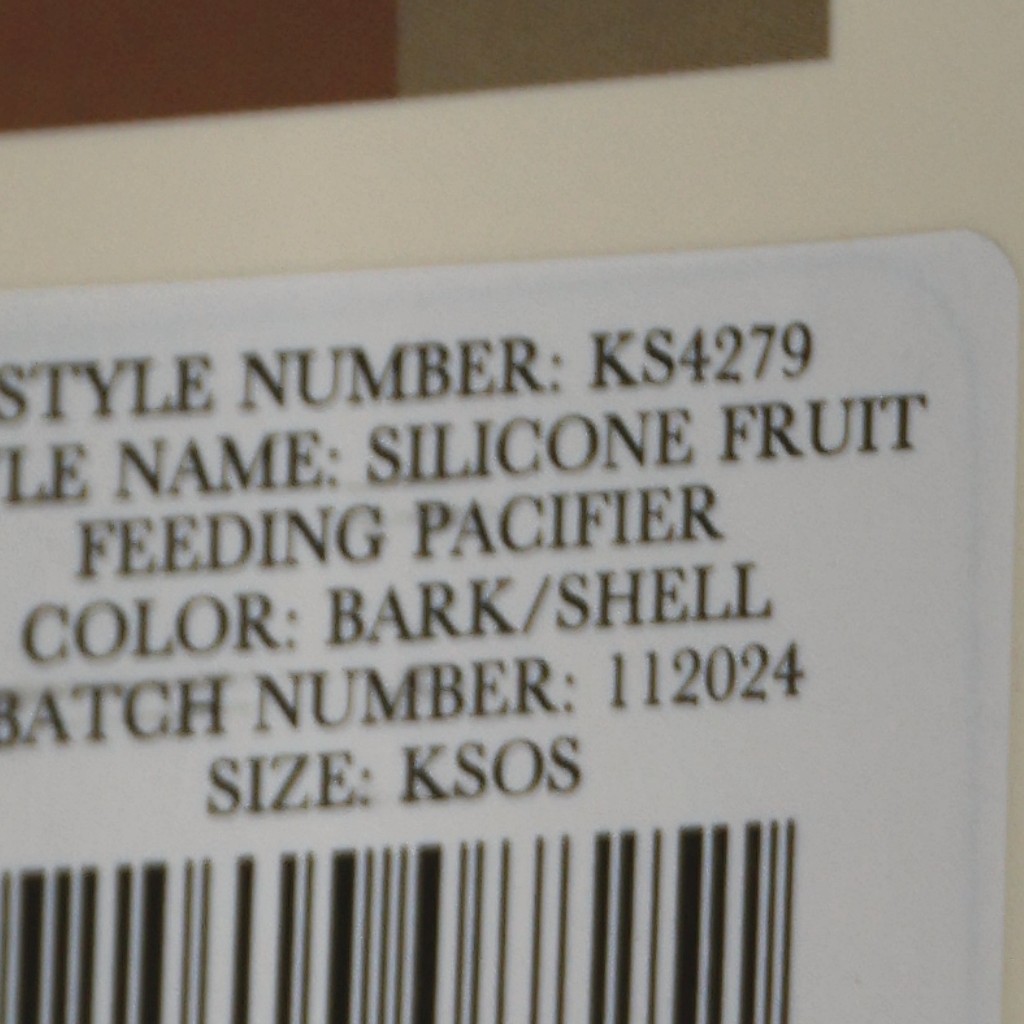 STYLE NUMBER: KS4279
LE NAME: SILICONE FRUIT
FEEDING PACIFIER
COLOR: BARK/SHELL
BATCH NUMBER: 112024
SIZE: KSOS